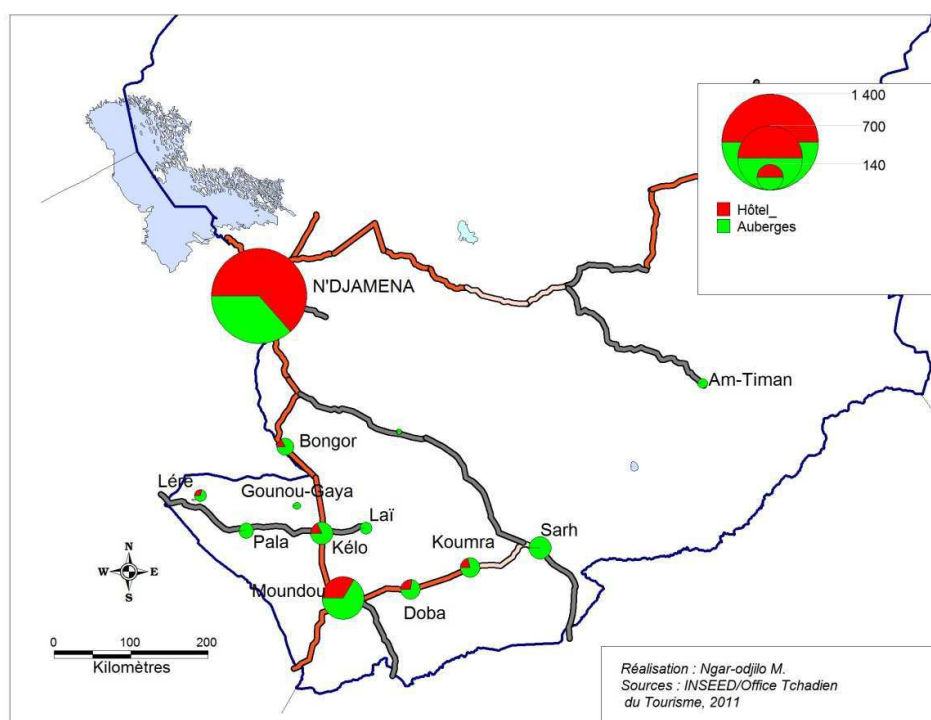 1 400
700
140
Hôtel_
Auberges
N'DJAMENA
Am-Timan
Bongor
Lére
Gounou-Gaya
Laï
Sarh
Pala
Kélo
Koumra
Moundou
Doba
N
W E
S
0 100 200
Kilomètres
Réalisation : Ngar-odjilo M.
Sources : INSEED/Office Tchadien
du Tourisme, 2011